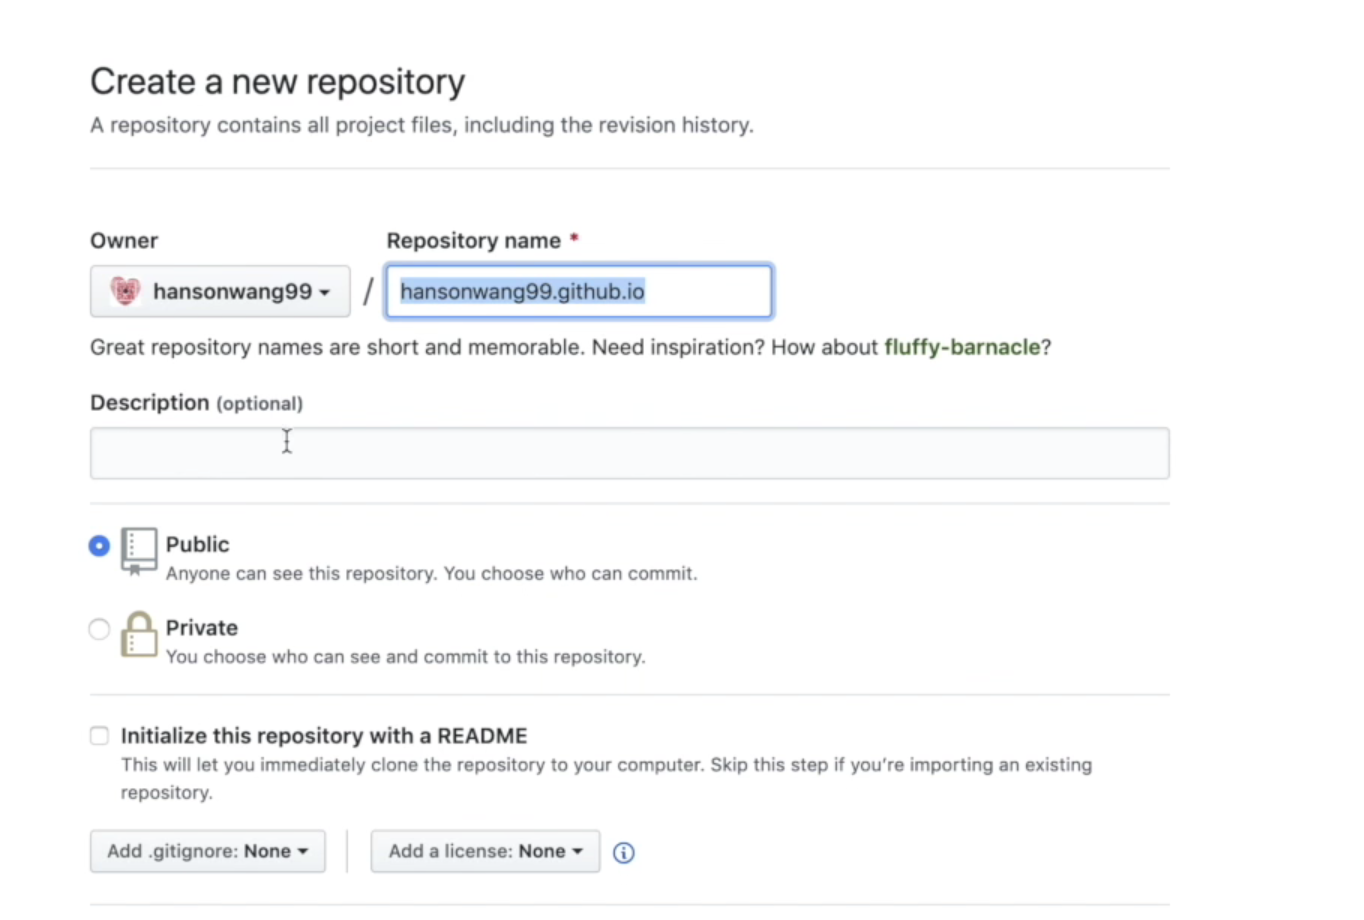 Create a new repository
A repository contains all project files, including the revision history.
Owner
Repository name *
hansonwang99
/
hansonwang99.github.io
Great repository names are short and memorable. Need inspiration? How about fluffy-barnacle?
Description (optional)
Public
Anyone can see this repository. You choose who can commit.
Private
You choose who can see and commit to this repository.
Initialize this repository with a README
This will let you immediately clone the repository to your computer. Skip this step if you're importing an existing
repository.
Add .gitignore: None
Add a license: None